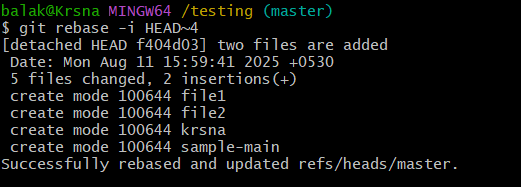 balak@Krsna MINGW64 /testing (master)
$ git rebase -i HEAD~4
[detached HEAD f404d03] two files are added
 Date: Mon Aug 11 15:59:41 2025 +0530
 5 files changed, 2 insertions(+)
 create mode 100644 file1
 create mode 100644 file2
 create mode 100644 krsna
 create mode 100644 sample-main
Successfully rebased and updated refs/heads/master.